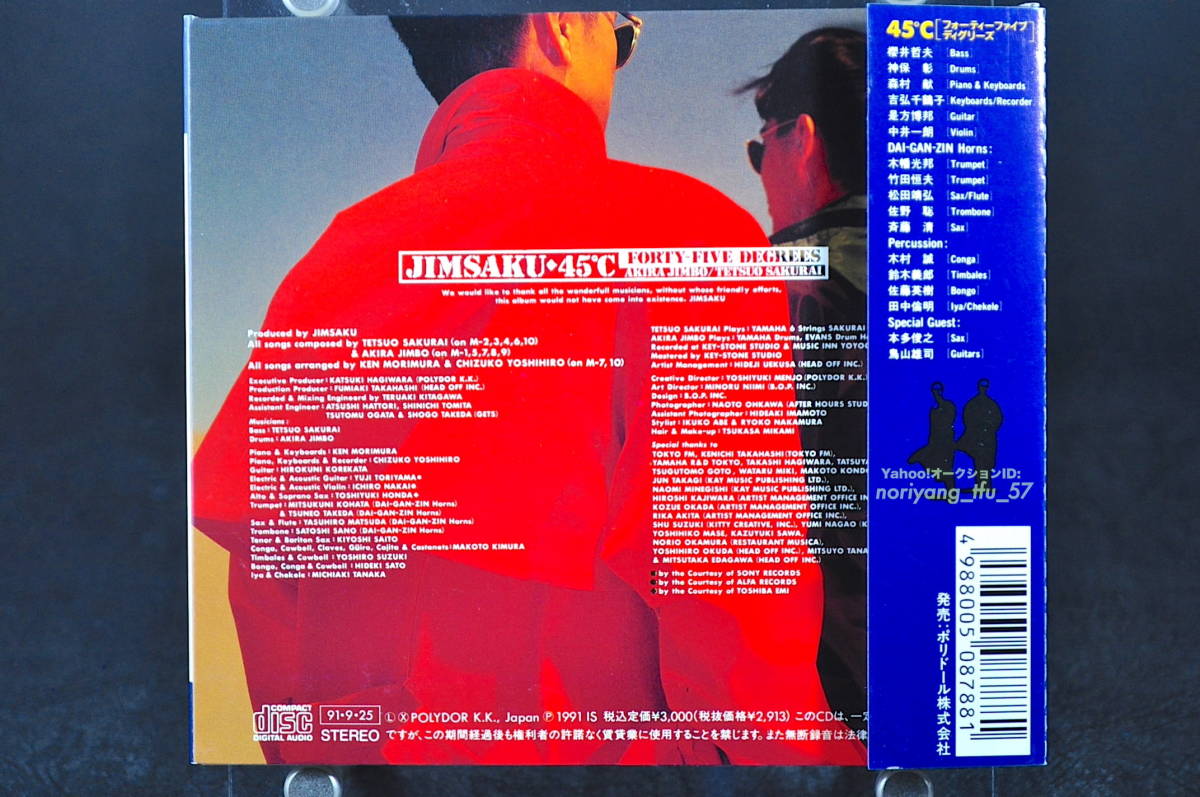 JIMSAKU◆45℃ FORTY-FIVE DEGREES
AKIRA JIMBO/TETSUO SAKURAI
We would like to thank all the wonderfull musicians, without whose friendly efforts,
this album would not have come into existence. JIMSAKU
Produced by JIMSAKU
All songs composed by TETSUO SAKURAI (on M-2,3,4,6,10)
& AKIRA JIMBO (on M-1,5,7,8,9)
All songs arranged by KEN MORIMURA & CHIZUKO YOSHIHIRO (on M-7, 10)
Executive Producer : KATSUKI HAGIWARA (POLYDOR K.K.)
Production Producer : FUMIAKI TAKAHASHI (HEAD OFF INC.)
Recorded & Mixing Engineered by TERUAKI KITAGAWA
Assistant Engineer : ATSUSHI HATTORI, SHINICHI TOMITA
TSUTOMU OGATA & SHOGO TAKEDA (GETS)
Musicians :
Bass : TETSUO SAKURAI
Drums : AKIRA JIMBO
Piano & Keyboards : KEN MORIMURA
Piano, Keyboards & Recorder : CHIZUKO YOSHIHIRO
Guitar : HIROKUNI KOREKATA
Electric & Acoustic Guitar : YUJI TORIYAMA
Electric & Acoustic Violin : ICHIRO NAKAI
Alto & Soprano Sax : TOSHIYUKI HONDA
Trumpet : MITSUKUNI KOHATA (DAI-GAN-ZIN Horns)
& TSUNEO TAKEDA (DAI-GAN-ZIN Horns)
Sax & Flute : YASUHIRO MATSUDA (DAI-GAN-ZIN Horns)
Trombone : SATOSHI SANO (DAI-GAN-ZIN Horns)
Tenor & Bariton Sax : KIYOSHI SAITO
Conga, Cowbell, Claves, Güiro, Cajita & Castanets : MAKOTO KIMURA
Timbales & Cowbell : YOSHIRO SUZUKI
Bongo, Conga & Cowbell : HIDEKI SATO
Iya & Chekele : MICHIAKI TANAKA
TETSUO SAKURAI Plays : YAMAHA 6 Strings SAKURAI
AKIRA JIMBO Plays : YAMAHA Drums, EVANS Drum H
Recorded at KEY-STONE STUDIO & MUSIC INN YOYOG
Mastered by KEY-STONE STUDIO
Artist Management : HIDEJI UEKUSA (HEAD OFF INC.)
Creative Director : YOSHIYUKI MENJO (POLYDOR K.K.
Art Director : MINORU NIIMI (B.O.P. INC.)
Design : B.O.P. INC.
Photographer : NAOTO OHKAWA (AFTER HOURS STUD
Assistant Photographer : HIDEAKI IMAMOTO
Stylist : IKUKO ABE & RYOKO NAKAMURA
Hair & Make-up : TSUKASA MIKAMI
Special thanks to
TOKYO FM, KENICHI TAKAHASHI (TOKYO FM),
YAMAHA R&D TOKYO, TAKASHI HAGIWARA, TATSUYA
TSUGUTOMO GOTO, WATARU MIKI, MAKOTO KONDO
JUN TAKAGI (KAY MUSIC PUBLISHING LTD.),
NAOMI MINEGISHI (KAY MUSIC PUBLISHING LTD.),
HIROSHI KAJIWARA (ARTIST MANAGEMENT OFFICE IN
KOZUE OKADA (ARTIST MANAGEMENT OFFICE INC.),
RIKA AKITA (ARTIST MANAGEMENT OFFICE INC.),
SHU SUZUKI (KITTY CREATIVE, INC.), YUMI NAGAO (K
YOSHIHIKO MASE, KAZUYUKI SAWA,
NORIO OKAMURA (RESTAURANT MUSICA),
YOSHIHIRO OKUDA (HEAD OFF INC.), MITSUYO TANA
& MITSUTAKA EDAGAWA (HEAD OFF INC.)
by the Courtesy of SONY RECORDS
by the Courtesy of ALFA RECORDS
by the Courtesy of TOSHIBA EMI
COMPACT
disc
DIGITAL AUDIO
91・9・25
STEREO
Ⓛ Ⓧ POLYDOR K.K., Japan Ⓟ 1991 IS 税込定価¥3,000(税抜価格¥2,913) このCDは、一定
ですが、この期間経過後も権利者の許諾なく賃貸業に使用することを禁じます。また無断録音は法律
45℃[フォーティーファイブディグリーズ]
櫻井哲夫 [Bass]
神保 彰 [Drums]
森村 献 [Piano & Keyboards]
吉弘千鶴子 [Keyboards/Recorder]
是方博邦 [Guitar]
中井一朗 [Violin]
DAI-GAN-ZIN Horns :
木幡光邦 [Trumpet]
竹田恒夫 [Trumpet]
松田靖弘 [Sax/Flute]
佐野 聡 [Trombone]
斉藤 清 [Sax]
Percussion :
木村 誠 [Conga]
鈴木義郎 [Timbales]
佐藤英樹 [Bongo]
田中倫明 [Iya/Chekele]
Special Guest :
本多俊之 [Sax]
鳥山雄司 [Guitars]
Yahoo!オークションID:
noriyang_lfu_57
4988005087881
発売:ポリドール株式会社